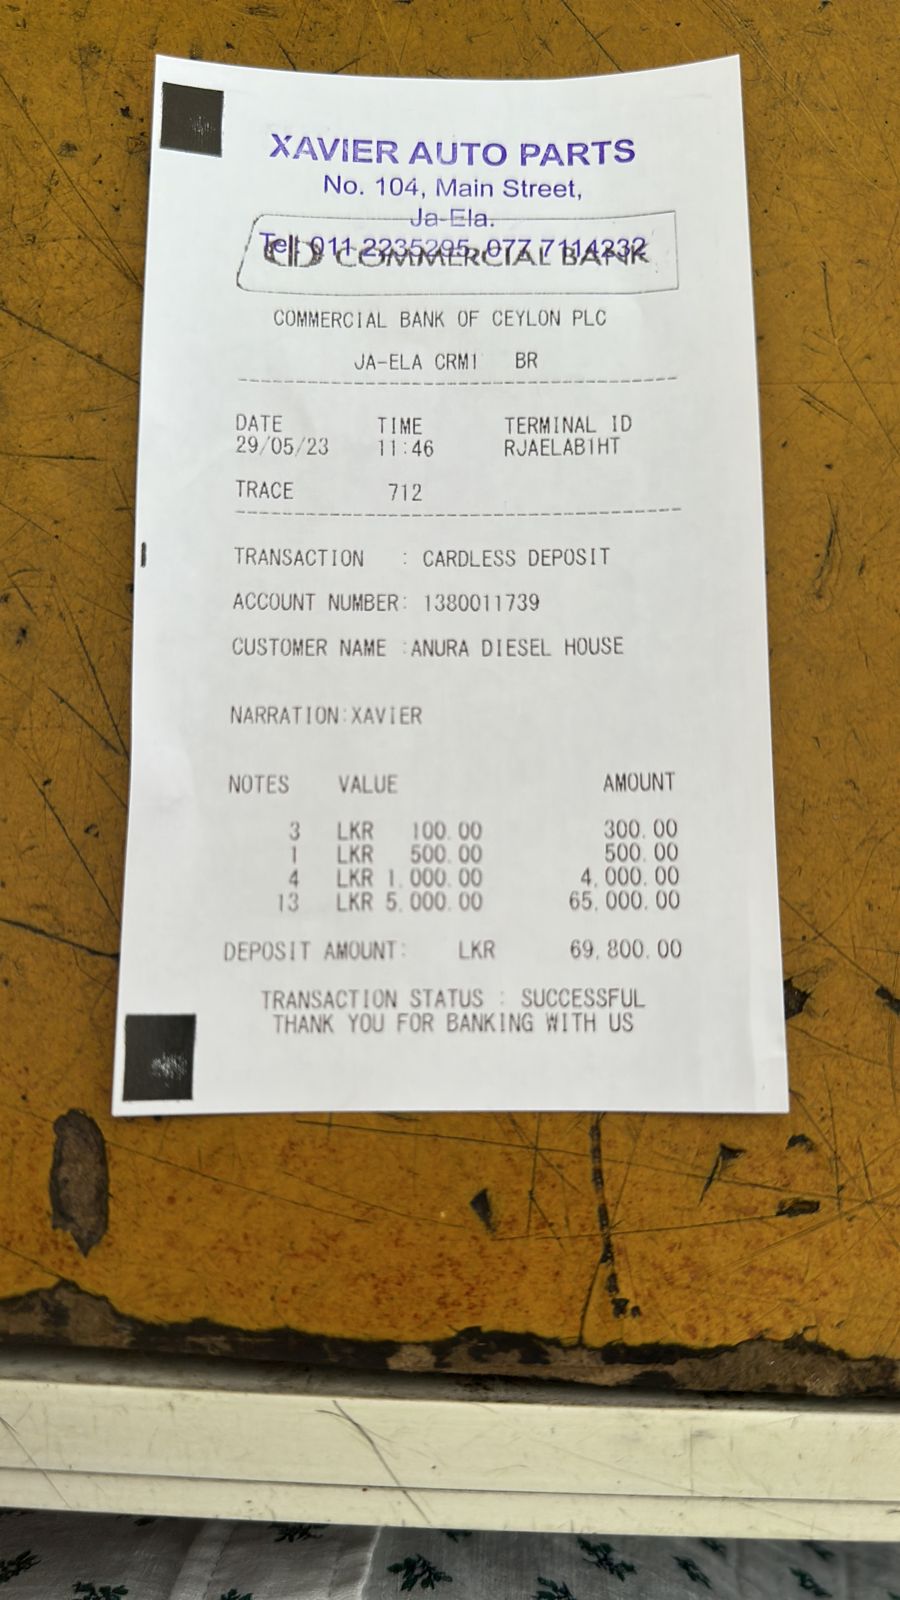 XAVIER AUTO PARTS
No. 104, Main Street,
Ja-Ela.
Tel: 011 2235295, 077 7114232
COMMERCIAL BANK
COMMERCIAL BANK OF CEYLON PLC
JA-ELA CRM1 BR
DATE TIME TERMINAL ID
29/05/23 11:46 RJAELAB1HT
TRACE 712
TRANSACTION : CARDLESS DEPOSIT
ACCOUNT NUMBER: 1380011739
CUSTOMER NAME :ANURA DIESEL HOUSE
NARRATION:XAVIER
NOTES VALUE AMOUNT
3 LKR 100.00 300.00
1 LKR 500.00 500.00
4 LKR 1,000.00 4,000.00
13 LKR 5,000.00 65,000.00
DEPOSIT AMOUNT: LKR 69,800.00
TRANSACTION STATUS : SUCCESSFUL
THANK YOU FOR BANKING WITH US